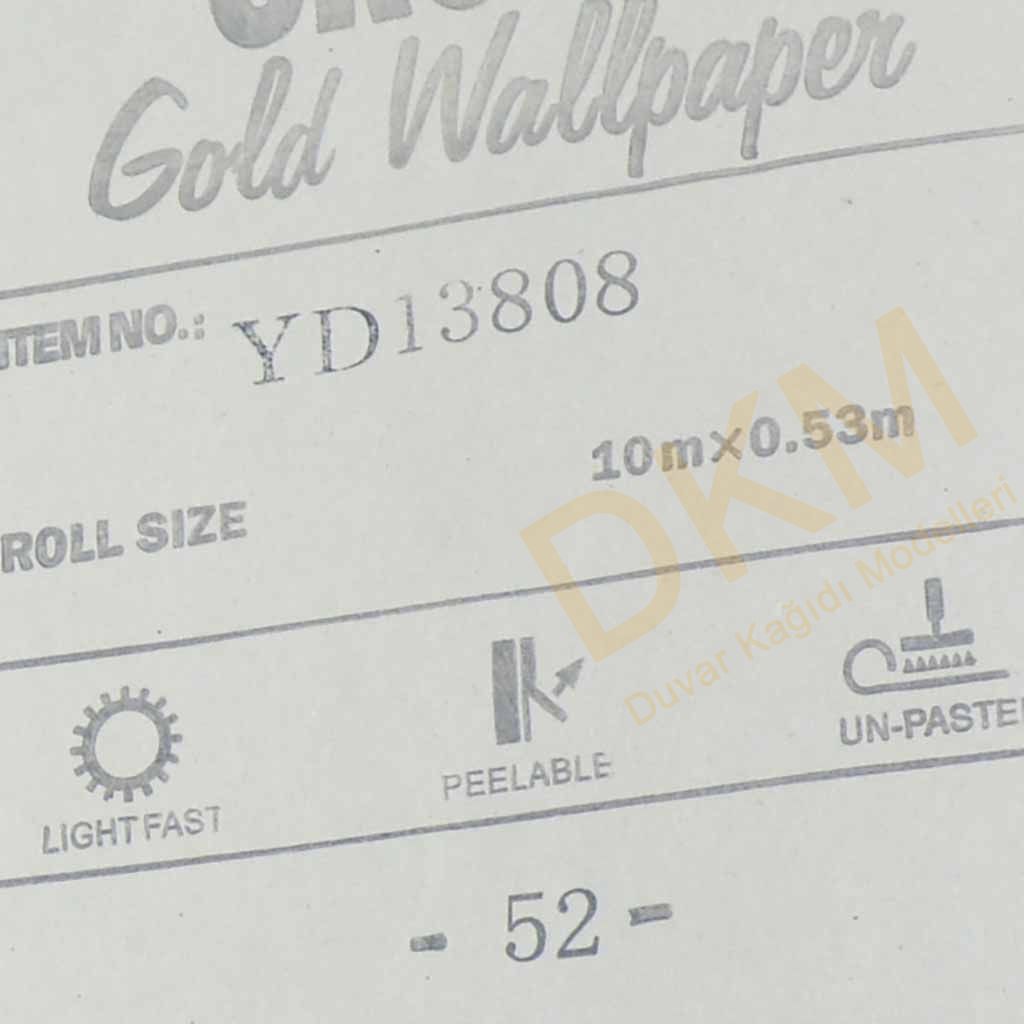 Gold Wallpaper
ITEM NO.: YD13808
10m×0.53m
ROLL SIZE
DKM
Duvar Kağıdı Modelleri
LIGHT FAST
PEELABLE
UN-PASTE
- 52 -